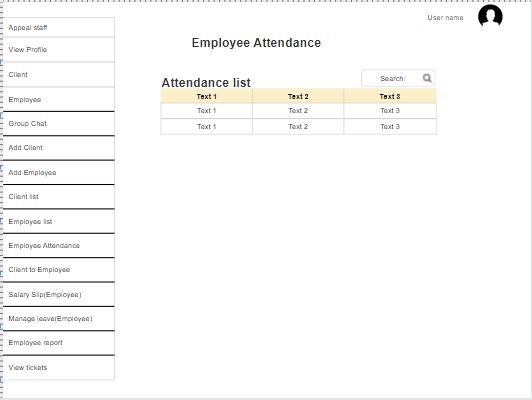 User name
Appeal staff
View Profile
Client
Employee
Group Chat
Add Client
Add Employee
Client list
Employee list
Employee Attendance
Client to Employee
Salary Slip(Employee)
Manage leave(Employee)
Employee report
View tickets
Employee Attendance
Attendance list
Search
Text 1 Text 2 Text 3
Text 1 Text 2 Text 3
Text 1 Text 2 Text 3